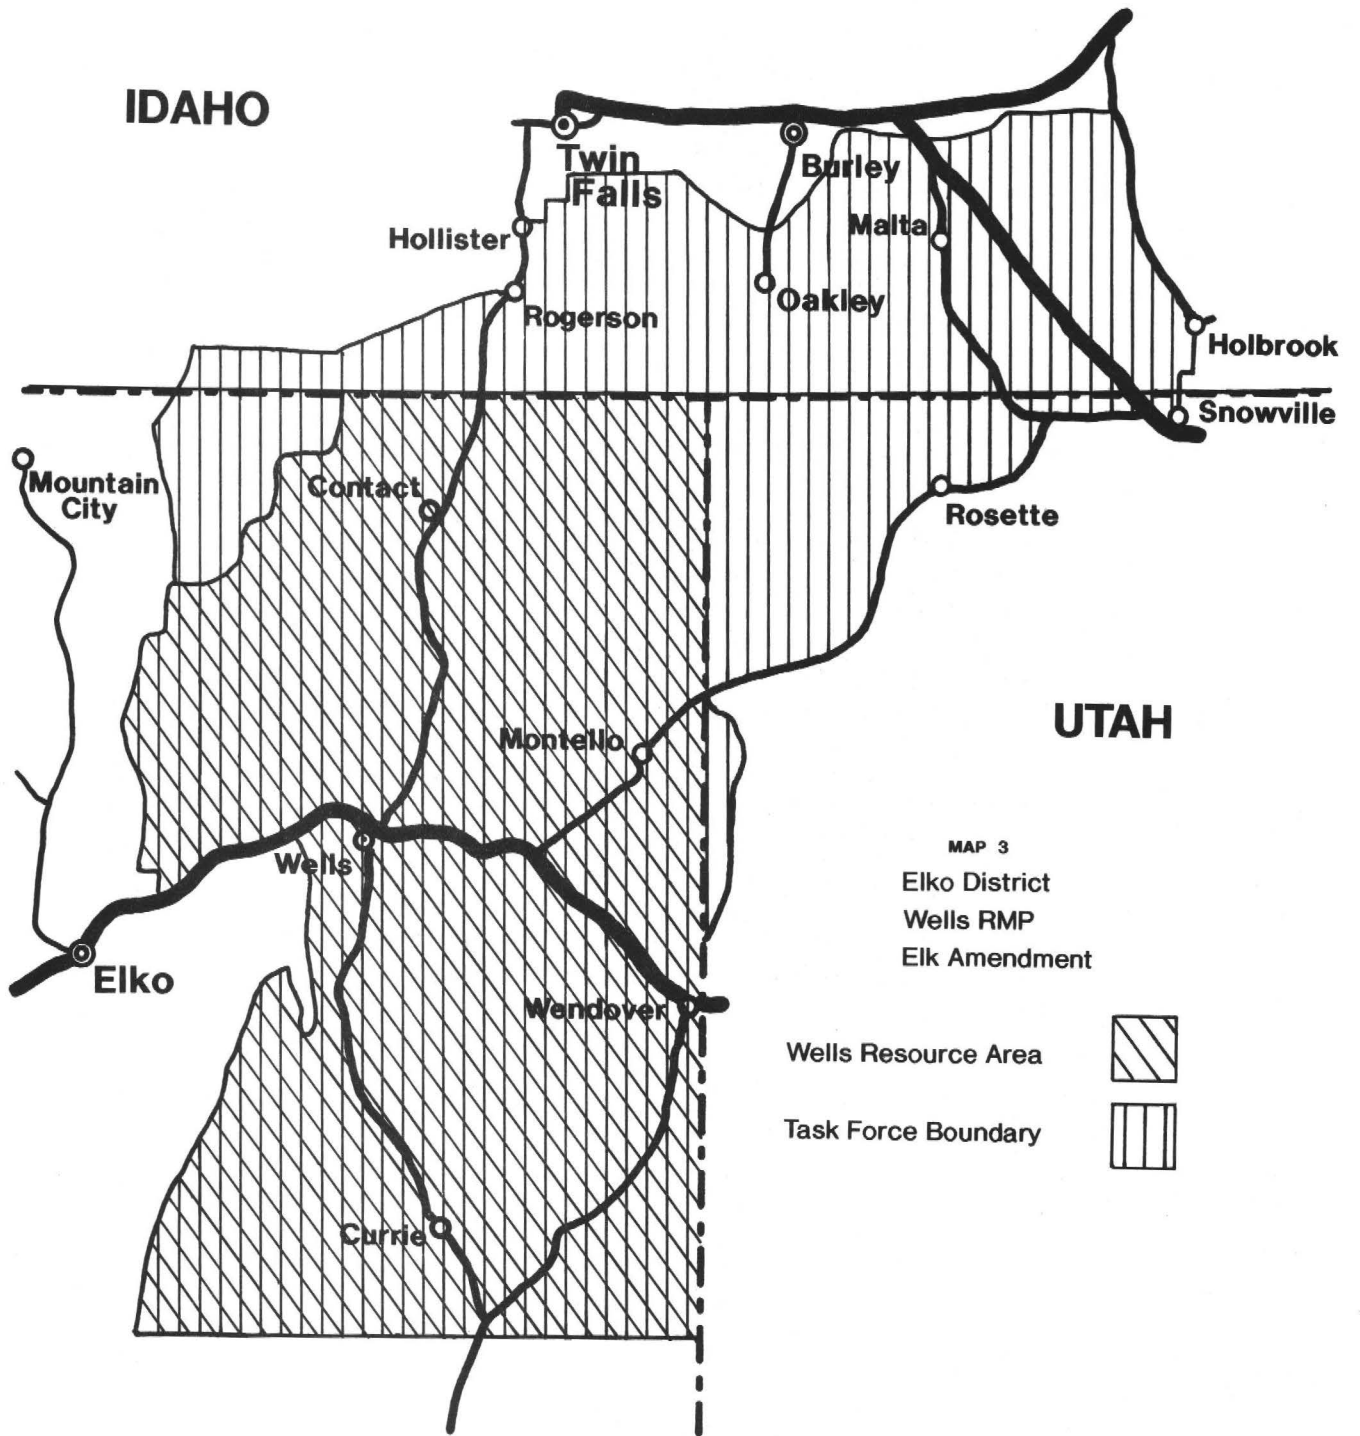 IDAHO
Twin
Falls
Burley
Malta
Hollister
Oakley
Rogerson
Holbrook
Snowville
Mountain
City
Contact
Rosette
Montello
UTAH
Wells
MAP 3
Elko District
Wells RMP
Elk Amendment
Elko
Wendover
Wells Resource Area
Task Force Boundary
Currie